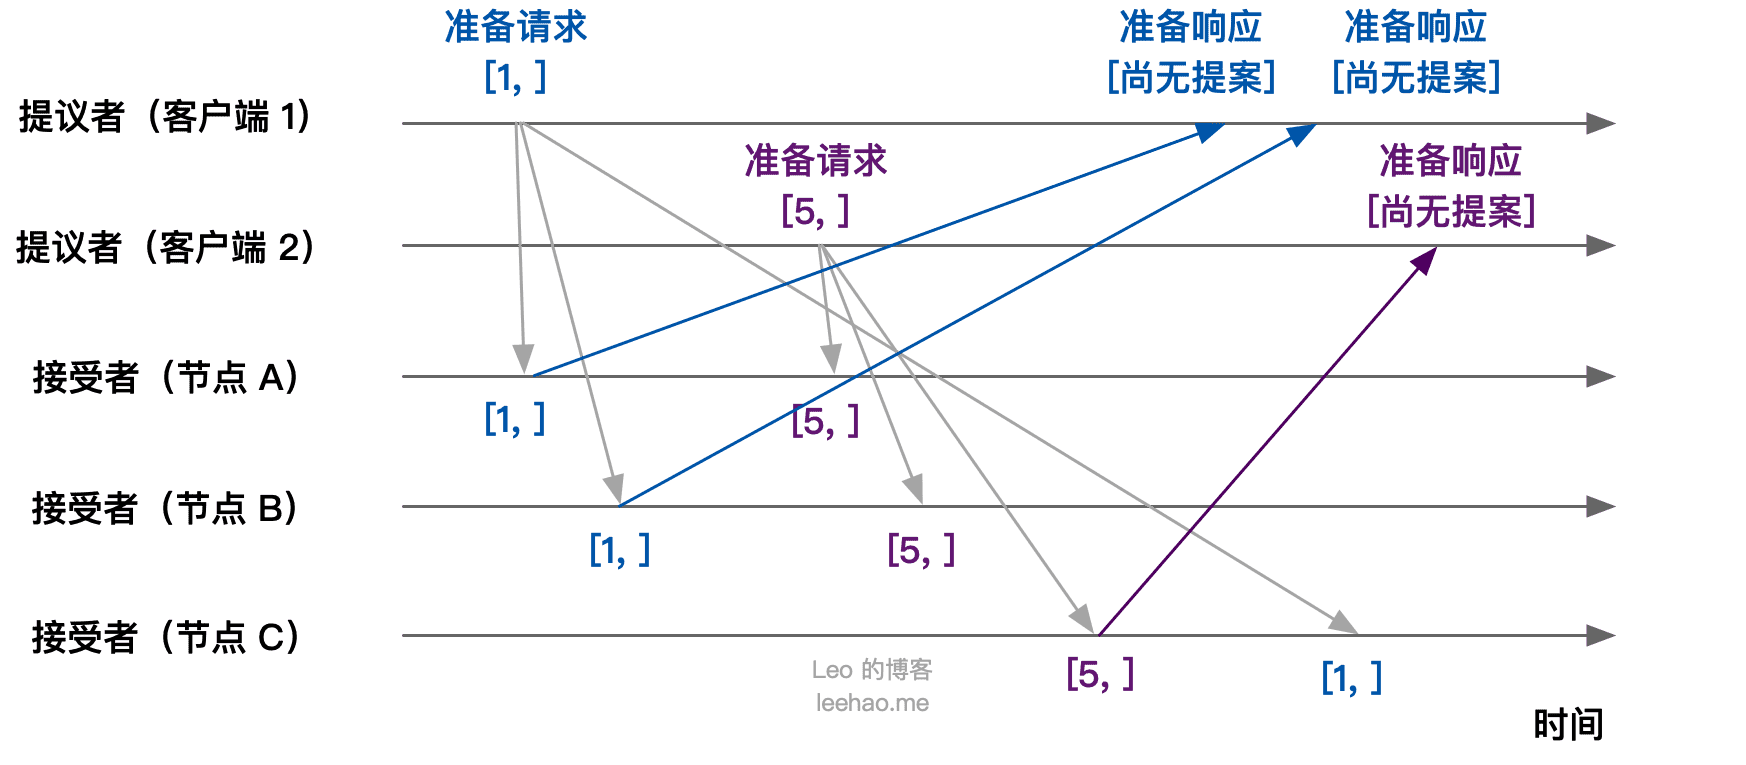 准备请求
[1, ]
准备响应
[尚无提案]
准备响应
[尚无提案]
提议者（客户端 1）
准备请求
[5, ]
准备响应
[尚无提案]
提议者（客户端 2）
接受者（节点 A）
[1, ]
[5, ]
接受者（节点 B）
[1, ]
[5, ]
接受者（节点 C）
[5, ]
[1, ]
Leo 的博客
leehao.me
时间